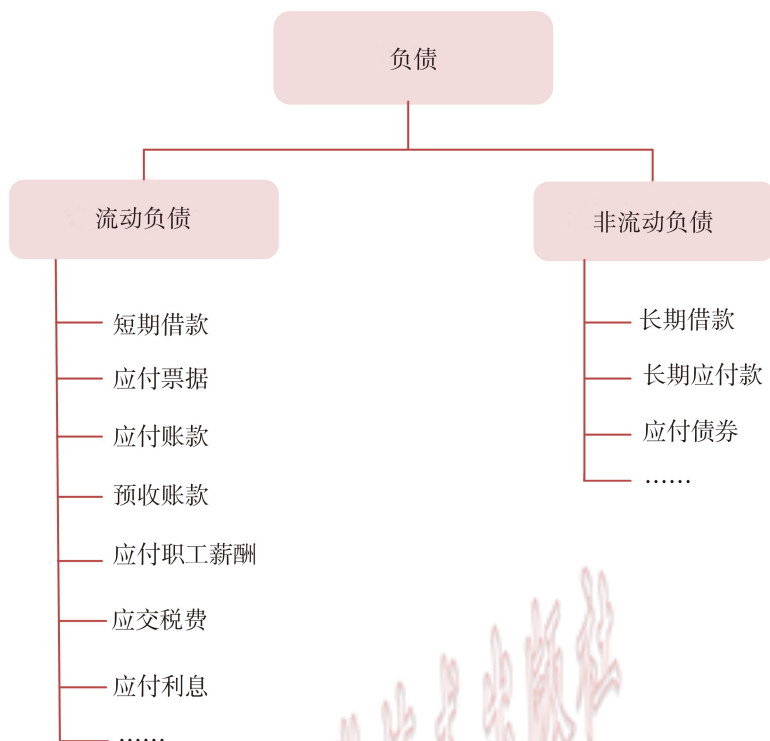 负债
流动负债
短期借款
应付票据
应付账款
预收账款
应付职工薪酬
应交税费
应付利息
……
非流动负债
长期借款
长期应付款
应付债券
……